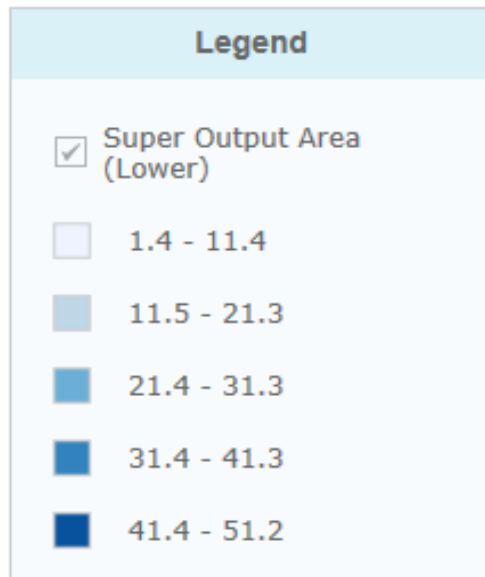 Legend
Super Output Area
(Lower)
1.4 - 11.4
11.5 - 21.3
21.4 - 31.3
31.4 - 41.3
41.4 - 51.2